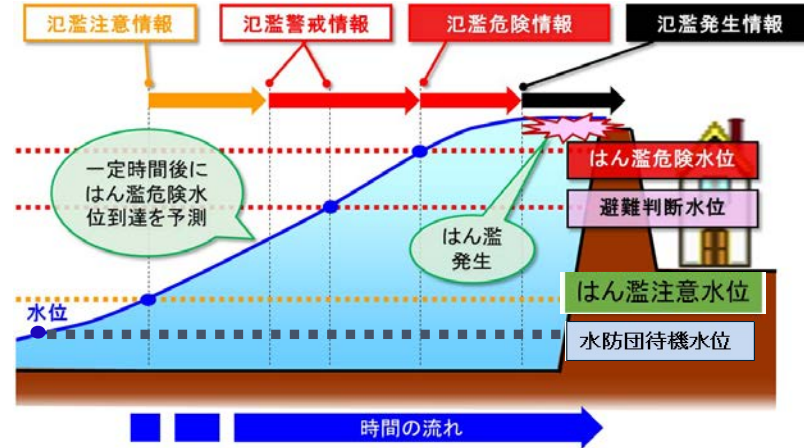 氾濫注意情報
氾濫警戒情報
氾濫危険情報
氾濫発生情報
一定時間後に
はん濫危険水
位到達を予測
はん濫
発生
はん濫危険水位
避難判断水位
はん濫注意水位
水防団待機水位
水位
時間の流れ